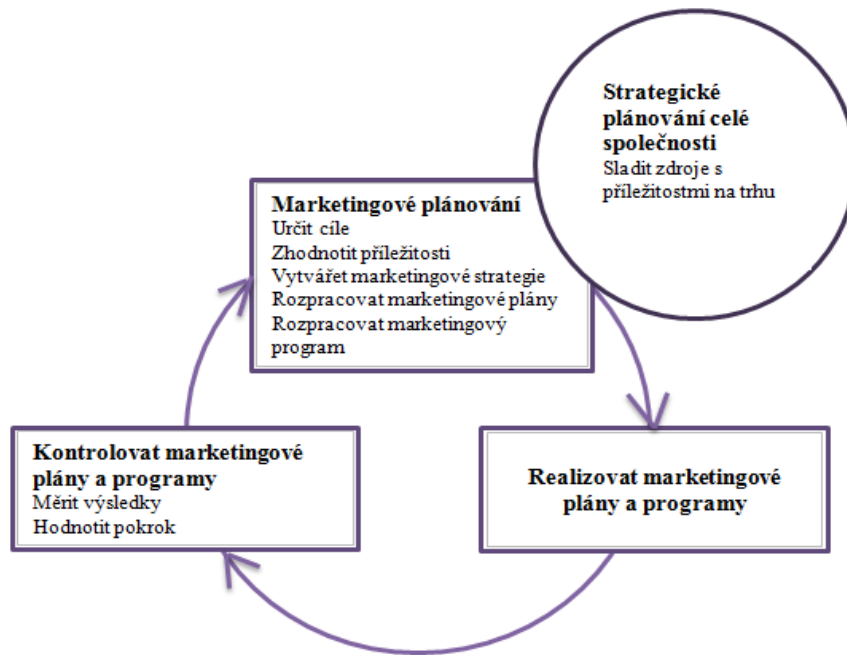 Strategické
plánování celé
společnosti
Sladit zdroje s
příležitostmi na trhu
Marketingové plánování
Určit cíle
Zhodnotit příležitosti
Vytvářet marketingové strategie
Rozpracovat marketingové plány
Rozpracovat marketingový
program
Kontrolovat marketingové
plány a programy
Měrit výsledky
Hodnotit pokrok
Realizovat marketingové
plány a programy